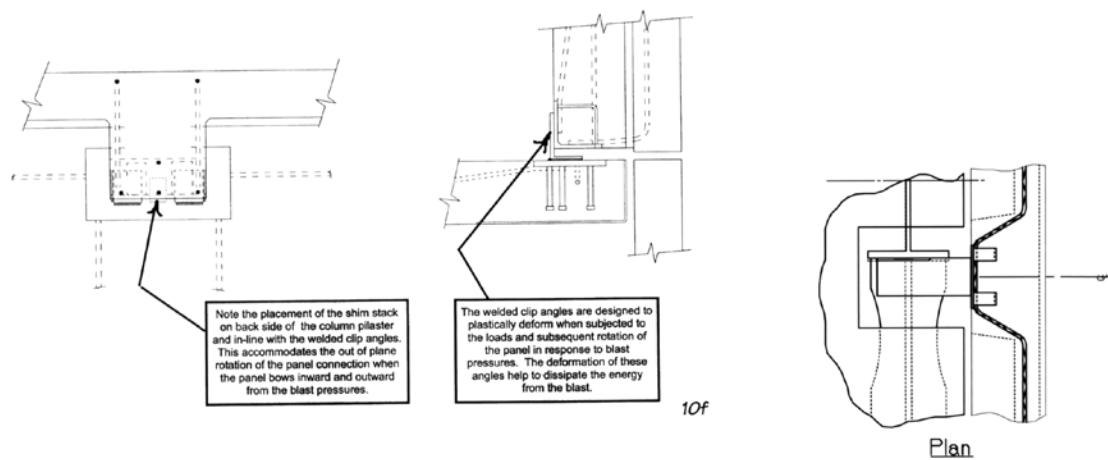 Note the placement of the shim stack
on back side of the column pilaster
and in-line with the welded clip angles.
This accommodates the out of plane
rotation of the panel connection when
the panel bows inward and outward
from the blast pressures.
The welded clip angles are designed to
plastically deform when subjected to
the loads and subsequent rotation of
the panel in response to blast
pressures. The deformation of these
angles help to dissipate the energy
from the blast.
10f
Plan